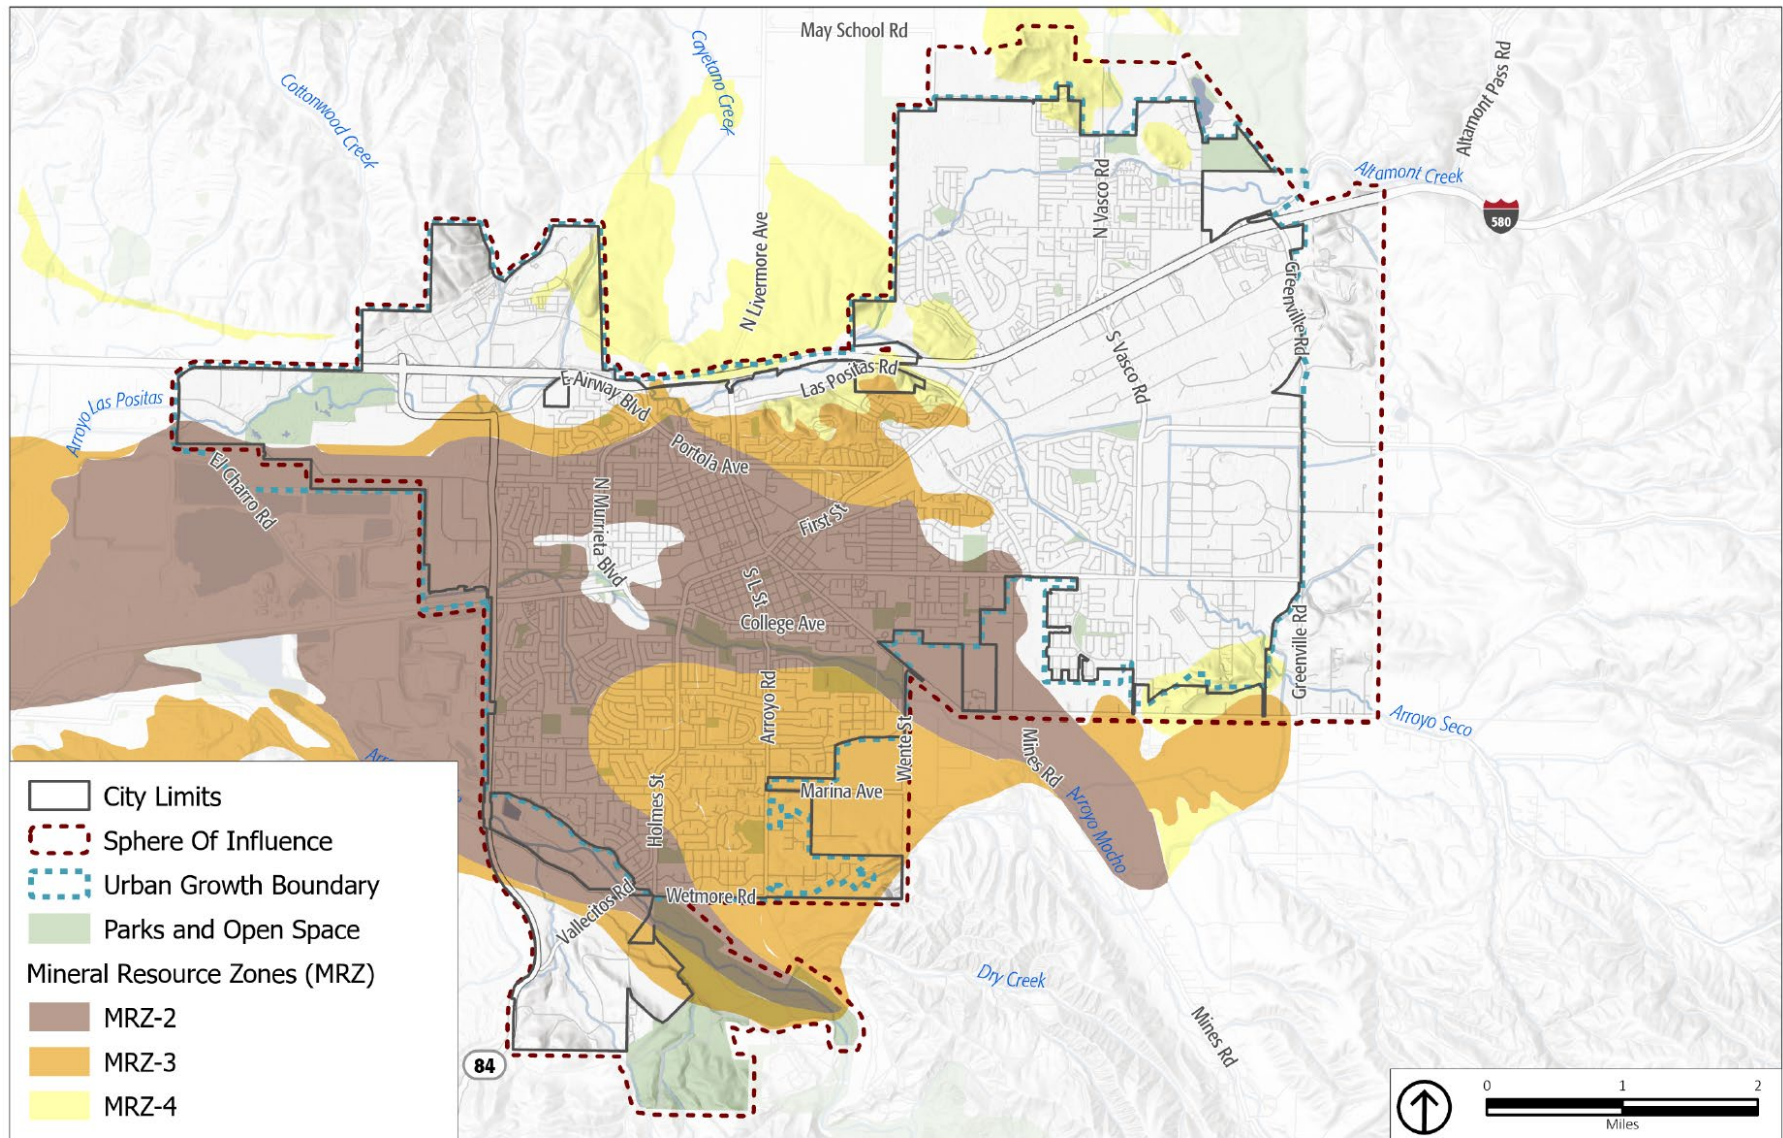 May School Rd
Cayetano Creek
Cottonwood Creek
Altamont Pass Rd
Altamont Creek
580
N Vasco Rd
N Livermore Ave
Greenville Rd
S Vasco Rd
E Airway Blvd
Las Positas Rd
Arroyo Las Positas
Portola Ave
El Charro Rd
N Murrieta Blvd
First St
S L St
College Ave
Greenville Rd
Arroyo Rd
Wente St
Arroyo Seco
Mines Rd
Marina Ave
Holmes St
Arroyo Mocho
Wetmore Rd
Vallecitos Rd
Dry Creek
Mines Rd
84
City Limits
Sphere Of Influence
Urban Growth Boundary
Parks and Open Space
Mineral Resource Zones (MRZ)
MRZ-2
MRZ-3
MRZ-4
0 1 2
Miles